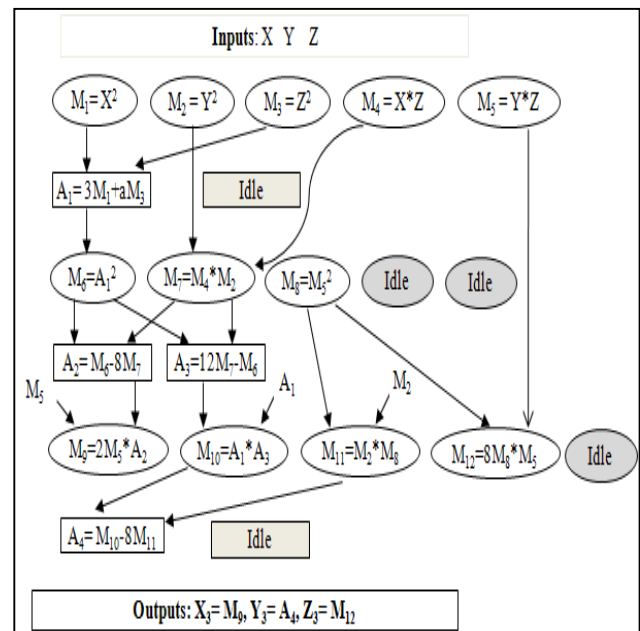 Inputs: X Y Z
M₁=X² M₂=Y² M₃=Z² M₄=X*Z M₅=Y*Z
A₁=3M₁+aM₃ Idle
M₆=A₁² M₇=M₄*M₂ M₈=M₅² Idle Idle
A₂=M₆-8M₇ A₃=12M₇-M₆
M₅ A₁ M₂
M₉=2M₅*A₂ M₁₀=A₁*A₃ M₁₁=M₂*M₈ M₁₂=8M₈*M₅ Idle
A₄=M₁₀-8M₁₁ Idle
Outputs: X₃=M₉, Y₃=A₄, Z₃=M₁₂